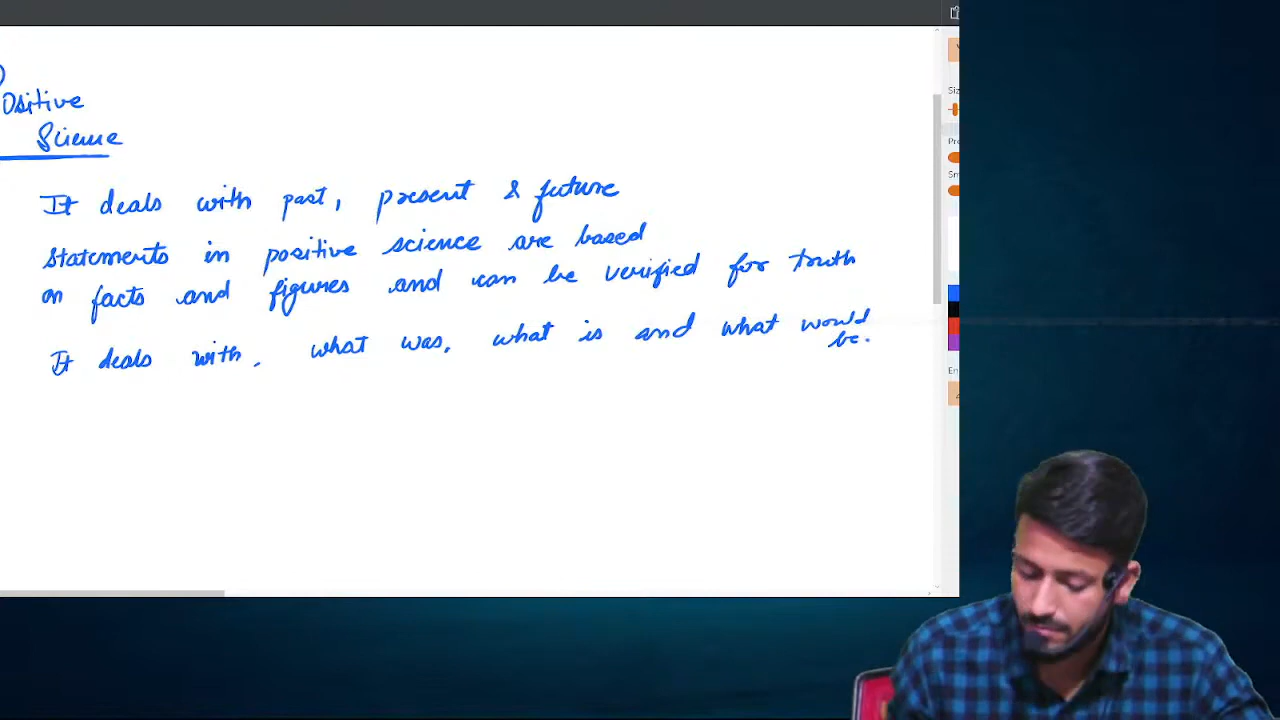 Positive
Science
It deals with past, present & future
Statements in positive science are based
on facts and figures and can be verified for truth
It deals with, what was, what is and what would
be.